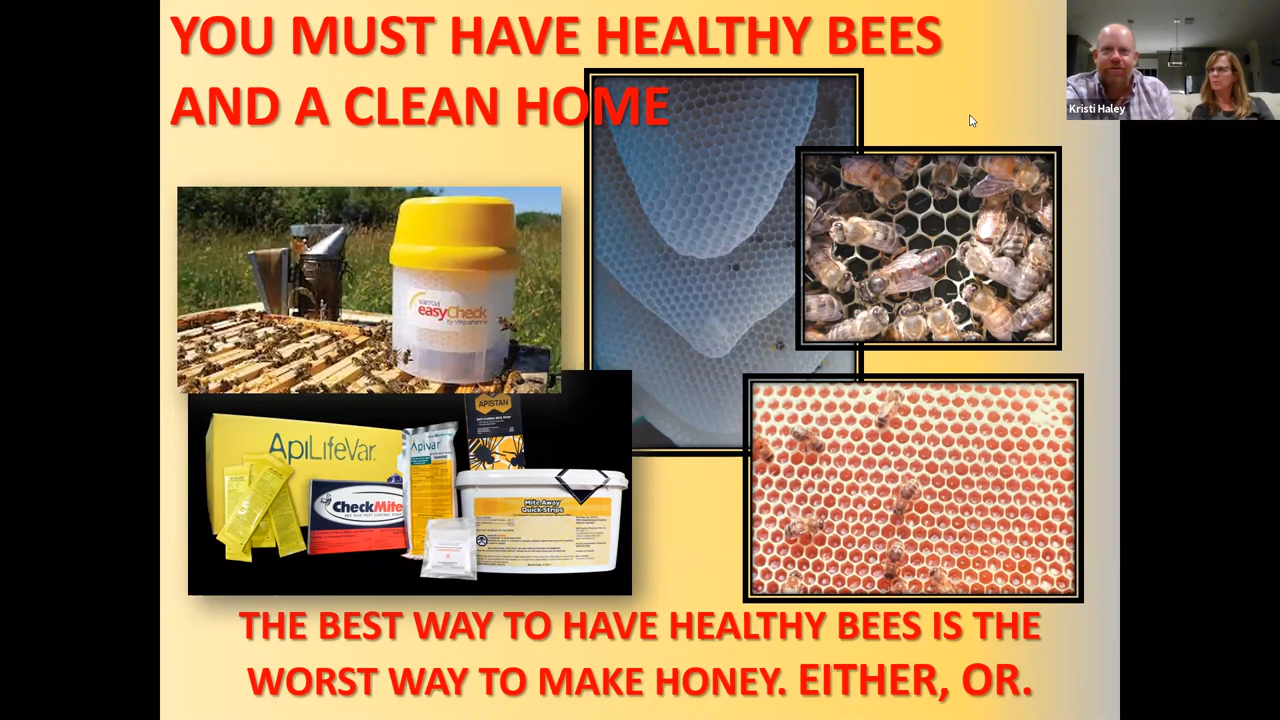 YOU MUST HAVE HEALTHY BEES
AND A CLEAN HOME
Kristi Haley
easyCheck
APISTAN
ApiLifeVar
Apivar
CheckMite
Mite-Away
Quick Strips
THE BEST WAY TO HAVE HEALTHY BEES IS THE
WORST WAY TO MAKE HONEY. EITHER, OR.